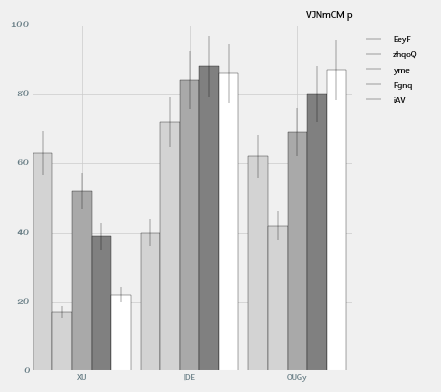 VJNmCM p
100
80
60
40
20
0
EeyF
zhqoQ
yme
Fgnq
iAV
XU IDE OUGy